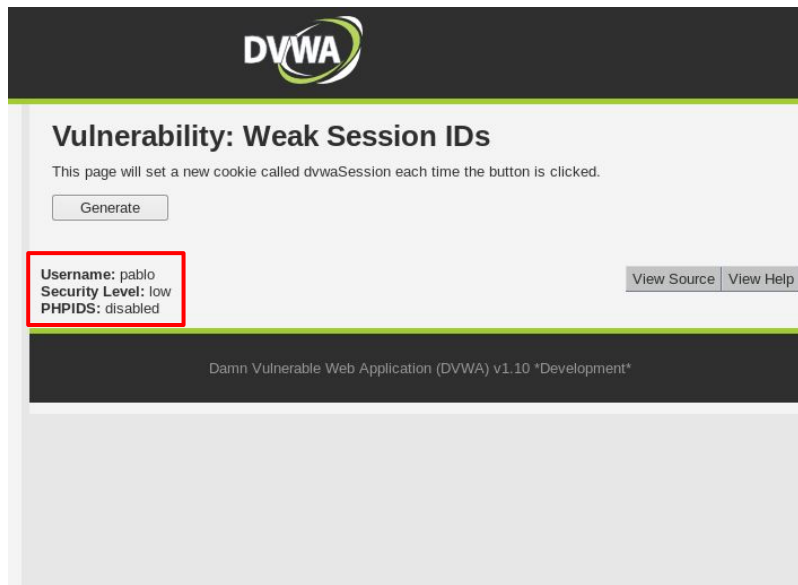 DVWA
Vulnerability: Weak Session IDs
This page will set a new cookie called dvwaSession each time the button is clicked.
Generate
Username: pablo
Security Level: low
PHPIDS: disabled
View Source View Help
Damn Vulnerable Web Application (DVWA) v1.10 *Development*